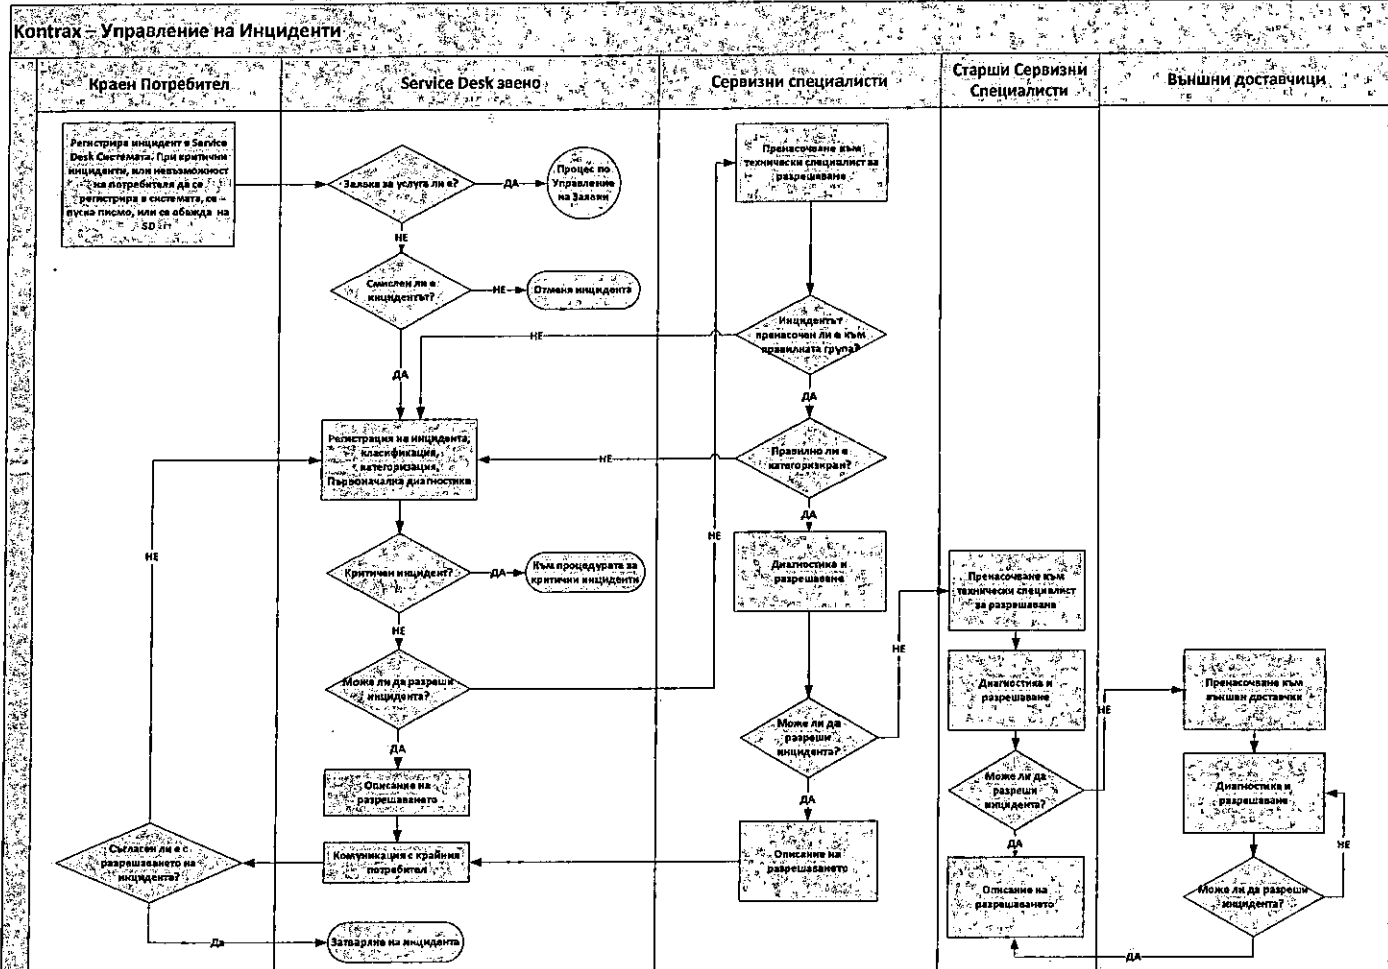 Kontrax – Управление на Инциденти
Краен Потребител
Service Desk звено
Сервизни специалисти
Старши Сервизни
Специалисти
Външни доставчици
Регистрира инцидент в Service
Desk Системата. При критични
инциденти, или невъзможност
на потребителя да се
регистрира в системата, се
пуска писмо, или се обажда на
SD
Заявка за услуга ли е?
ДА
Процес по
Управление
на Заявки
НЕ
Смислен ли е
инцидентът?
НЕ
Отменя инцидента
ДА
Регистрация на инцидента,
класификация,
категоризация,
Първоначална диагностика
Критичен инцидент?
ДА
Към процедурата за
критични инциденти
НЕ
Може ли да разреши
инцидента?
НЕ
ДА
Описание на
разрешаването
Комуникация с крайния
потребител
Съгласен ли е с
разрешаването на
инцидента?
НЕ
Да
Затваряне на инцидента
Пренасочване към
технически специалист за
разрешаване
Инцидентът
пренасочен ли е към
правилната група?
НЕ
ДА
Правилно ли е
категоризиран?
НЕ
ДА
Диагностика и
разрешаване
Може ли да
разреши
инцидента?
НЕ
ДА
Описание на
разрешаването
Пренасочване към
технически специалист
за разрешаване
Диагностика и
разрешаване
Може ли да
разреши
инцидента?
НЕ
ДА
Описание на
разрешаването
Пренасочване към
външен доставчик
Диагностика и
разрешаване
НЕ
Може ли да разреши
инцидента?
ДА